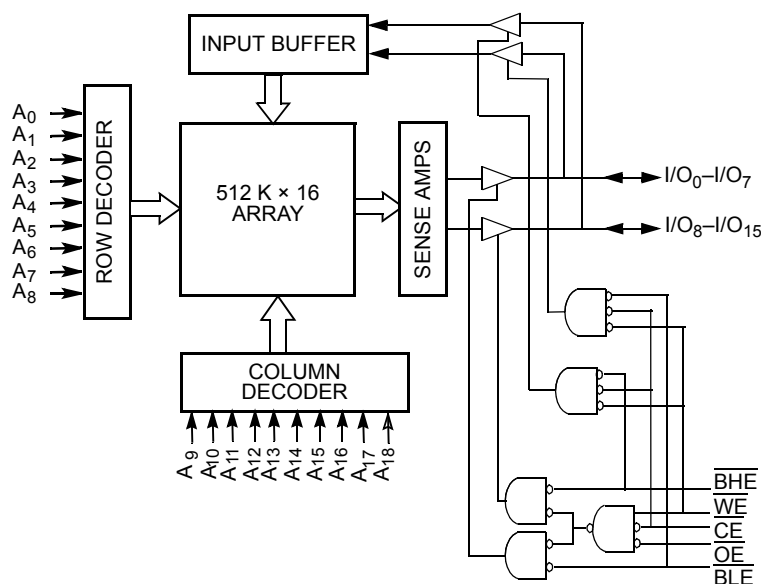 INPUT BUFFER
A0
A1
A2
A3
A4
A5
A6
A7
A8
ROW DECODER
512 K × 16
ARRAY
SENSE AMPS
I/O0–I/O7
I/O8–I/O15
COLUMN
DECODER
A9
A10
A11
A12
A13
A14
A15
A16
A17
A18
BHE
WE
CE
OE
BLE